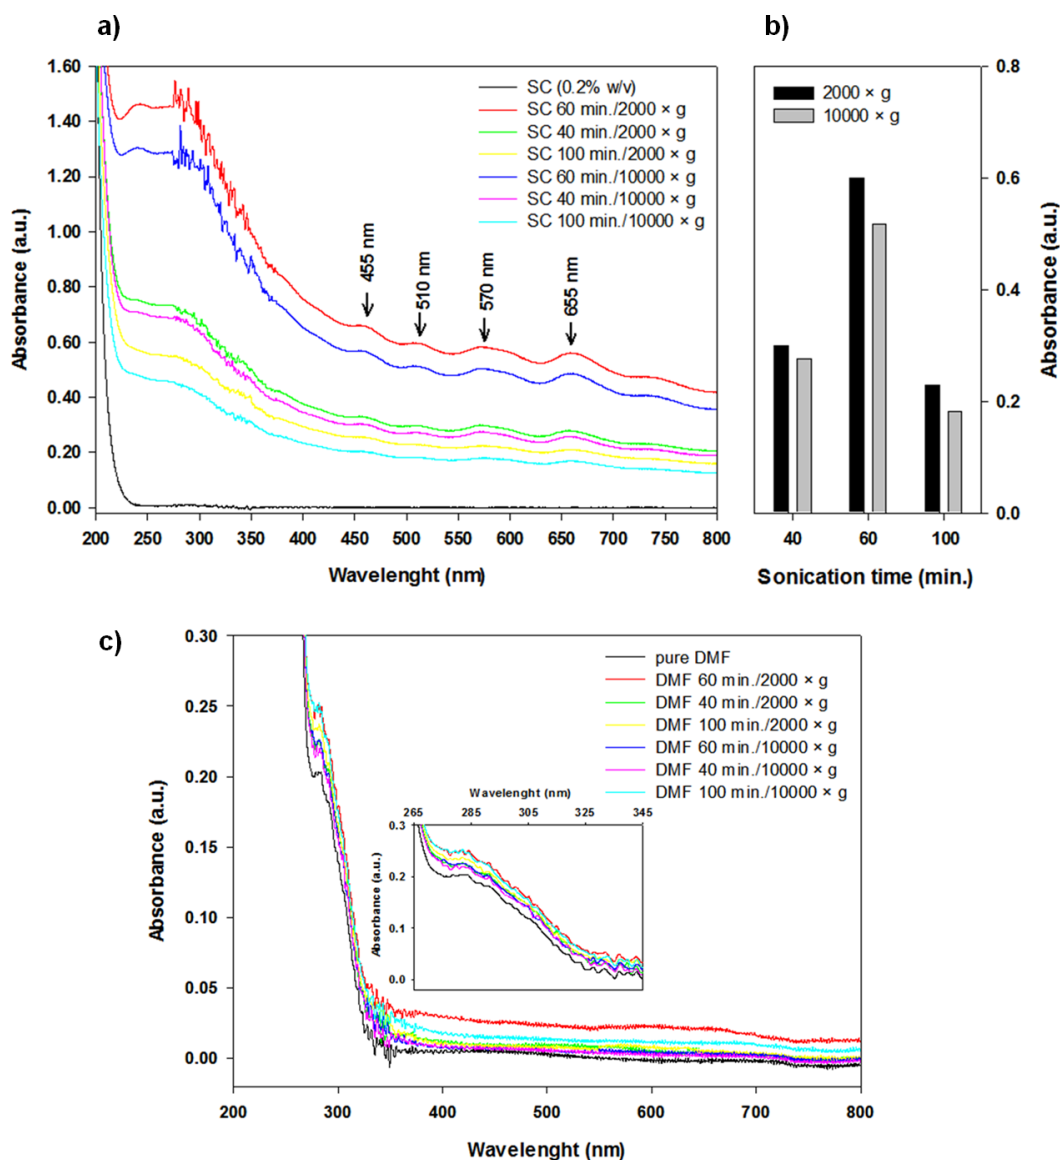 a)
1.60
1.40
1.20
1.00
0.80
0.60
0.40
0.20
0.00
Absorbance (a.u.)
200 250 300 350 400 450 500 550 600 650 700 750 800
Wavelenght (nm)
SC (0.2% w/v)
SC 60 min./2000 × g
SC 40 min./2000 × g
SC 100 min./2000 × g
SC 60 min./10000 × g
SC 40 min./10000 × g
SC 100 min./10000 × g
455 nm
510 nm
570 nm
655 nm
b)
2000 × g
10000 × g
0.8
0.6
0.4
0.2
0.0
Absorbance (a.u.)
40 60 100
Sonication time (min.)
c)
0.30
0.25
0.20
0.15
0.10
0.05
0.00
Absorbance (a.u.)
200 300 400 500 600 700 800
Wavelenght (nm)
pure DMF
DMF 60 min./2000 × g
DMF 40 min./2000 × g
DMF 100 min./2000 × g
DMF 60 min./10000 × g
DMF 40 min./10000 × g
DMF 100 min./10000 × g
Wavelenght (nm)
265 285 305 325 345
0.3
0.2
0.1
0.0
Absorbance (a.u.)